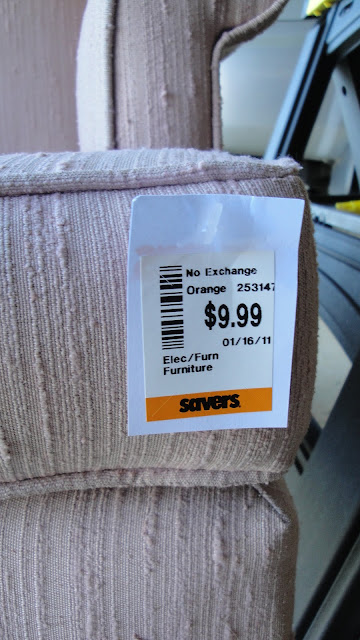 No Exchange
Orange 253147
$9.99
01/16/11
Elec/Furn
Furniture
savers.